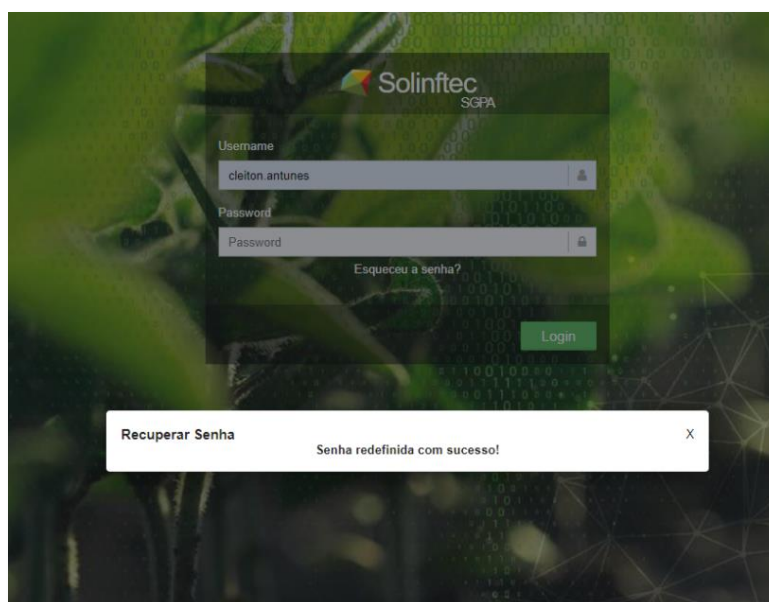 Solinftec
SGPA
Username
cleiton.antunes
Password
Password
Esqueceu a senha?
Login
Recuperar Senha
X
Senha redefinida com sucesso!